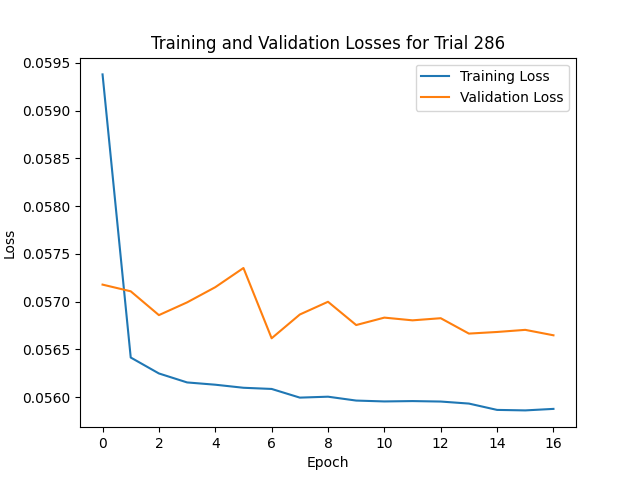 Training and Validation Losses for Trial 286
Training Loss
Validation Loss
0.0595
0.0590
0.0585
0.0580
0.0575
0.0570
0.0565
0.0560
Loss
0 2 4 6 8 10 12 14 16
Epoch